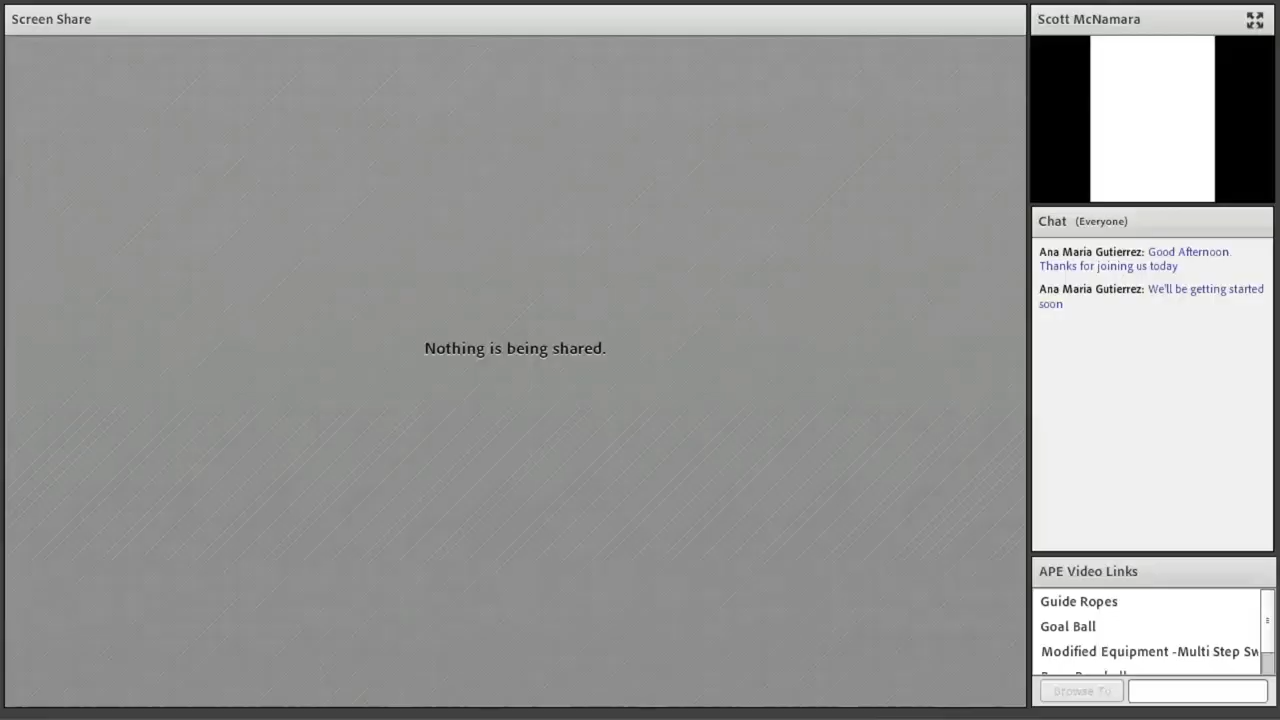 Screen Share
Nothing is being shared.
Scott McNamara
Chat (Everyone)
Ana Maria Gutierrez: Good Afternoon.
Thanks for joining us today
Ana Maria Gutierrez: We'll be getting started
soon
APE Video Links
Guide Ropes
Goal Ball
Modified Equipment -Multi Step Sw
Browse To